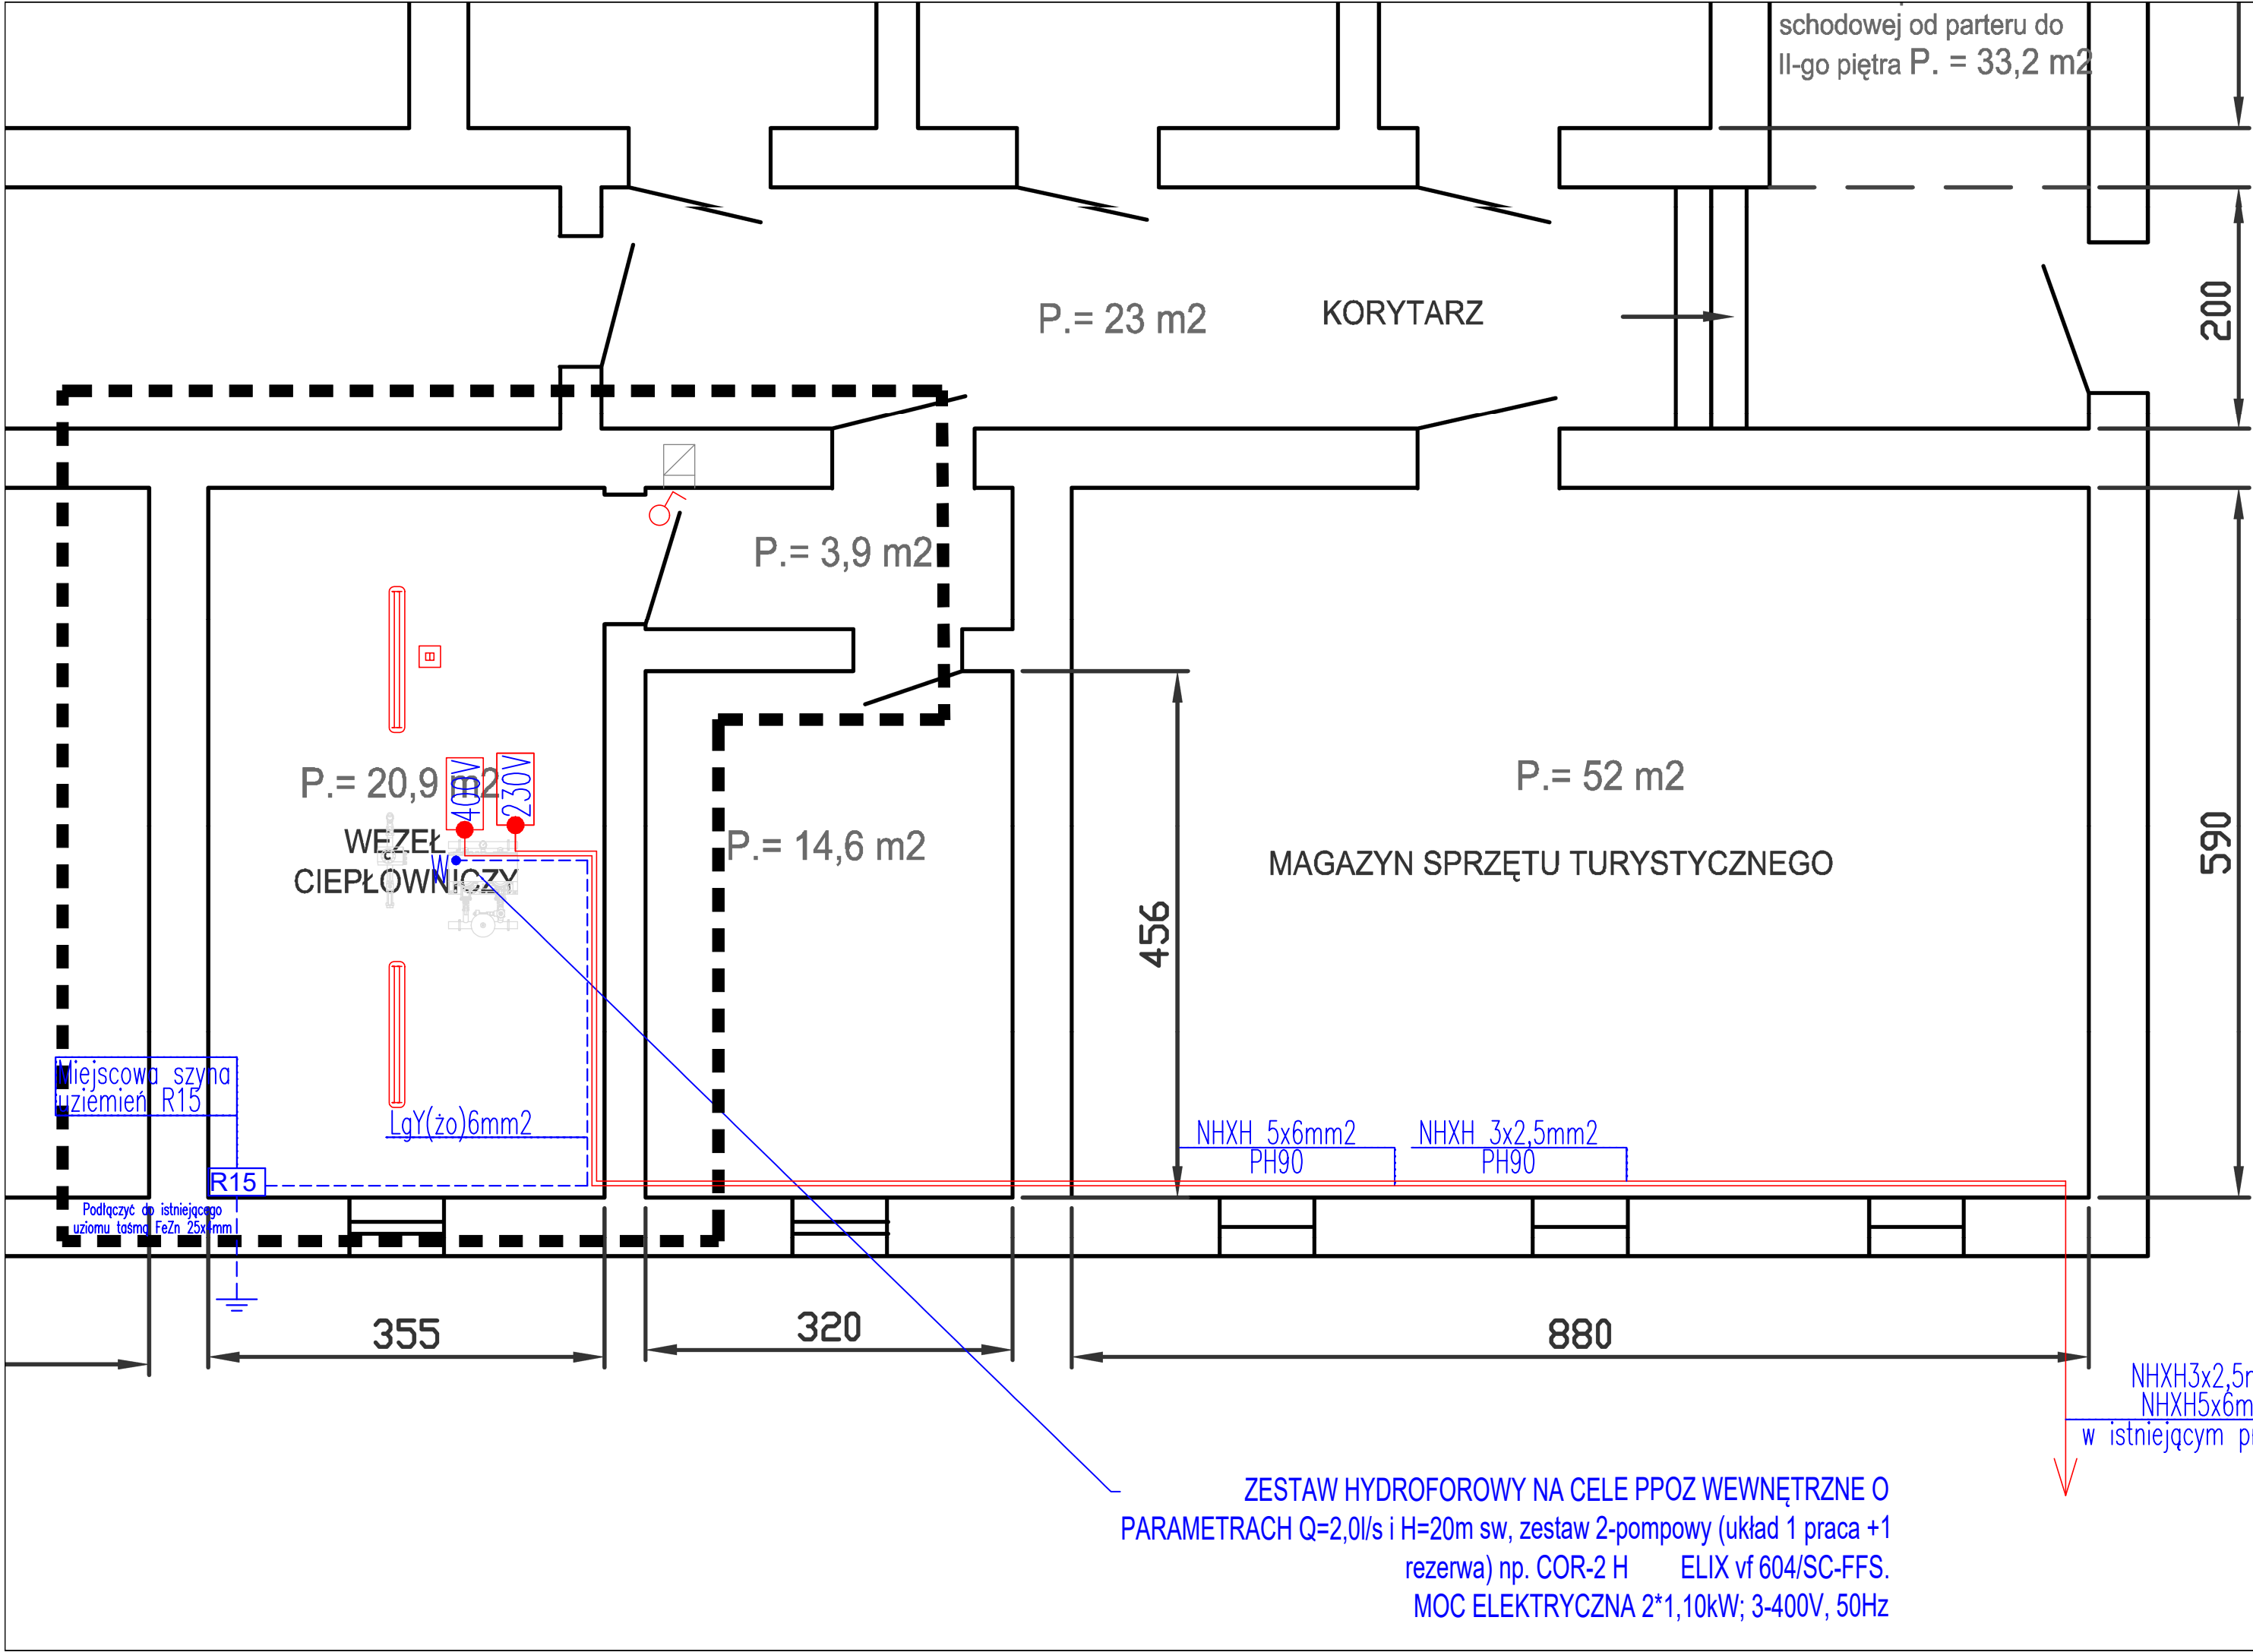 schodowej od parteru do
II-go piętra P. = 33,2 m2
P.= 23 m2
KORYTARZ
200
P.= 3,9 m2
P.= 20,9 m2
400V
230V
WĘZEŁ
CIEPŁOWNICZY
W
P.= 14,6 m2
P.= 52 m2
MAGAZYN SPRZĘTU TURYSTYCZNEGO
590
456
Miejscowa szyna
uziemień R15
LgY(żo)6mm2
R15
Podłączyć do istniejącego
uziomu taśmą FeZn 25x4mm
NHXH 5x6mm2
PH90
NHXH 3x2,5mm2
PH90
355
320
880
NHXH3x2,5
NHXH5x6m
w istniejącym
ZESTAW HYDROFOROWY NA CELE PPOZ WEWNĘTRZNE O
PARAMETRACH Q=2,0l/s i H=20m sw, zestaw 2-pompowy (układ 1 praca +1
rezerwa) np. COR-2 H ELIX vf 604/SC-FFS.
MOC ELEKTRYCZNA 2*1,10kW; 3-400V, 50Hz